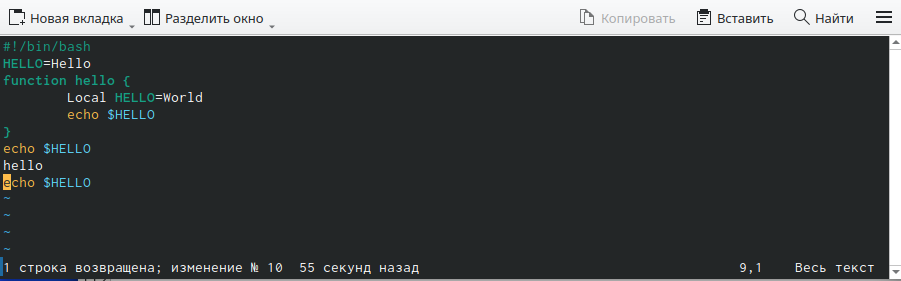 Новая вкладка Разделить окно Копировать Вставить Найти
#!/bin/bash
HELLO=Hello
function hello {
Local HELLO=World
echo $HELLO
}
echo $HELLO
hello
echo $HELLO
~
~
~
~
1 строка возвращена; изменение № 10 55 секунд назад 9,1 Весь текст